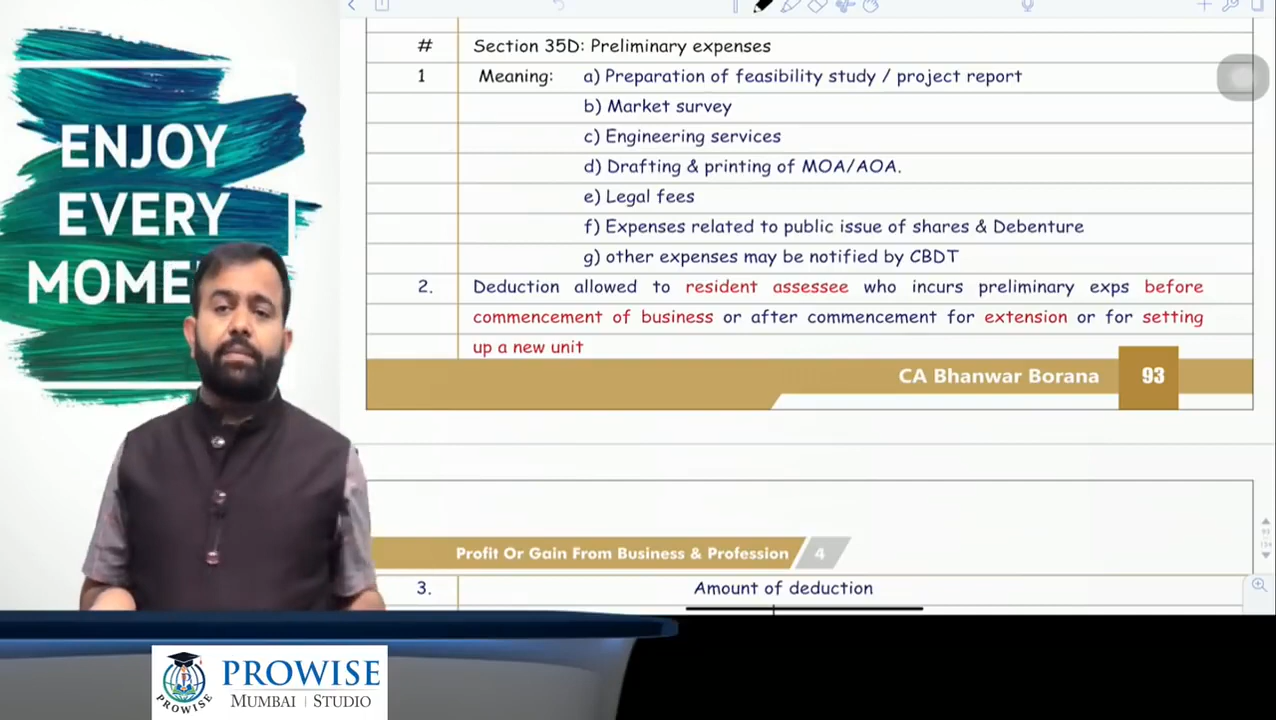 ENJOY
EVERY
# Section 35D: Preliminary expenses
1 Meaning: a) Preparation of feasibility study / project report
b) Market survey
c) Engineering services
d) Drafting & printing of MOA/AOA.
e) Legal fees
f) Expenses related to public issue of shares & Debenture
g) other expenses may be notified by CBDT
2. Deduction allowed to resident assessee who incurs preliminary exps before
commencement of business or after commencement for extension or for setting
up a new unit
CA Bhanwar Borana 93
Profit Or Gain From Business & Profession 4
3. Amount of deduction
PROWISE
MUMBAI | STUDIO
PROWISE